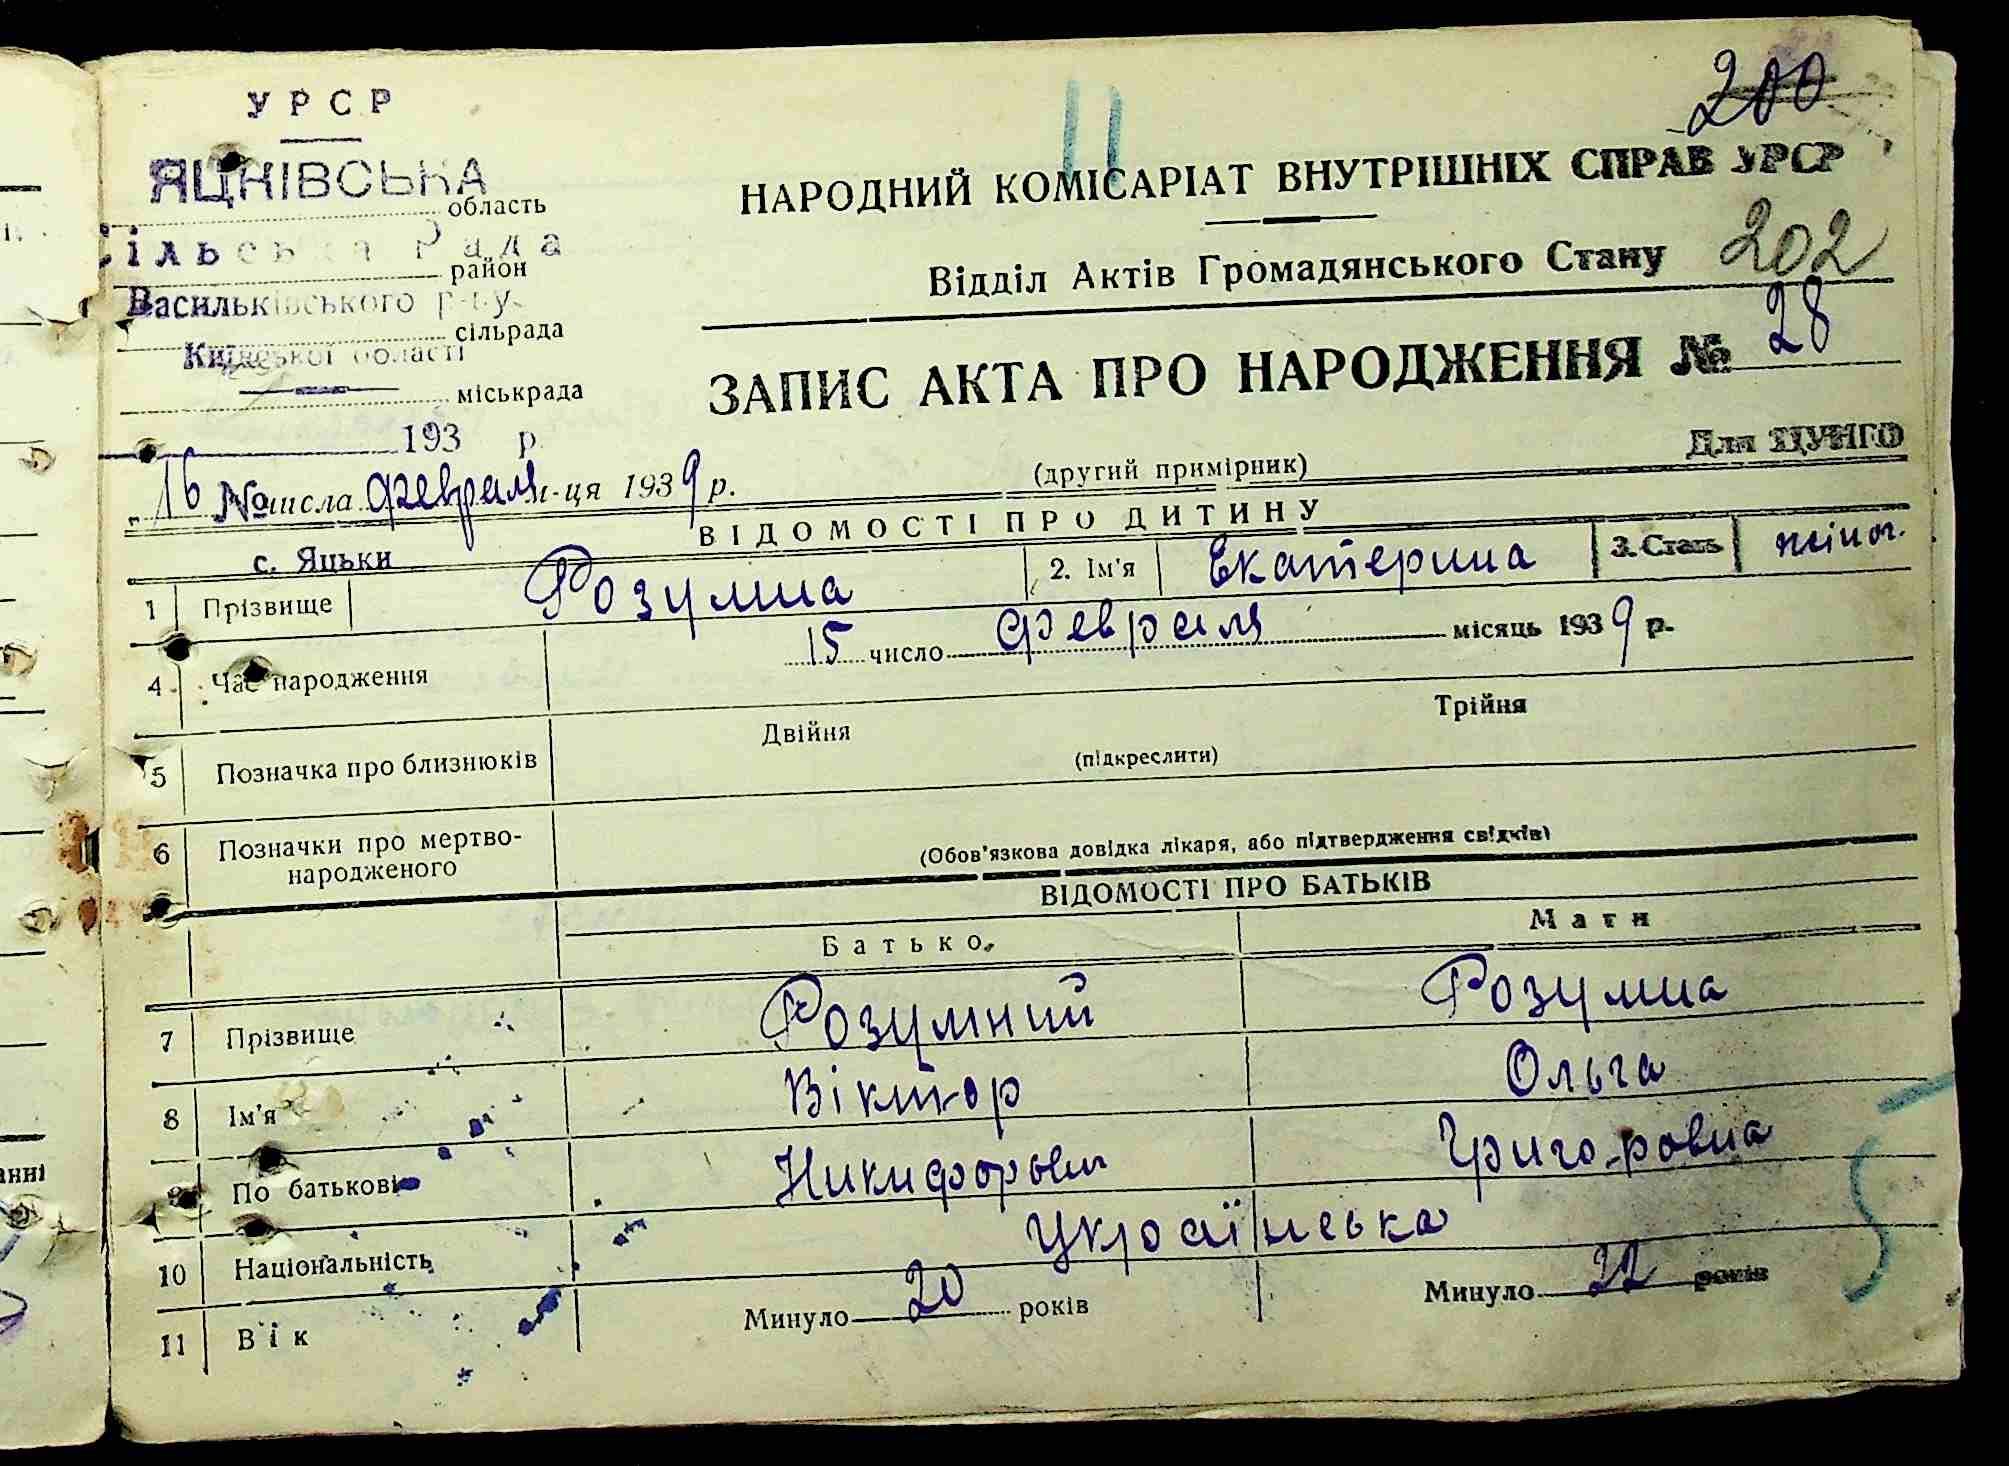 УРСР
ЯЦКІВСЬКА
область
Сільська Рада
район
Васильківського р-ну
сільрада
Київської області
міськрада
193 р.
16 № числа февраля м-ця 1939 р.
с. Яцьки
11
200
НАРОДНИЙ КОМІСАРІАТ ВНУТРІШНІХ СПРАВ УРСР
Відділ Актів Громадянського Стану 202
ЗАПИС АКТА ПРО НАРОДЖЕННЯ № 28
(другий примірник) Для ЦУНГО
ВІДОМОСТІ ПРО ДИТИНУ
1 Прізвище Розумна 2. Ім'я Екатерина 3. Стать жіноч.
4 Час народження 15 число февраля місяць 1939 р.
5 Позначка про близнюків Двійня Трійня
(підкреслити)
6 Позначки про мертво-
народженого
(Обов'язкова довідка лікаря, або підтвердження свідків)
ВІДОМОСТІ ПРО БАТЬКІВ
Батько Мати
7 Прізвище Розумний Розумна
8 Ім'я Віктор Ольга
9 По батькові Никифорович Григоровна
10 Національність Українська
11 Вік Минуло 20 років Минуло 22 років